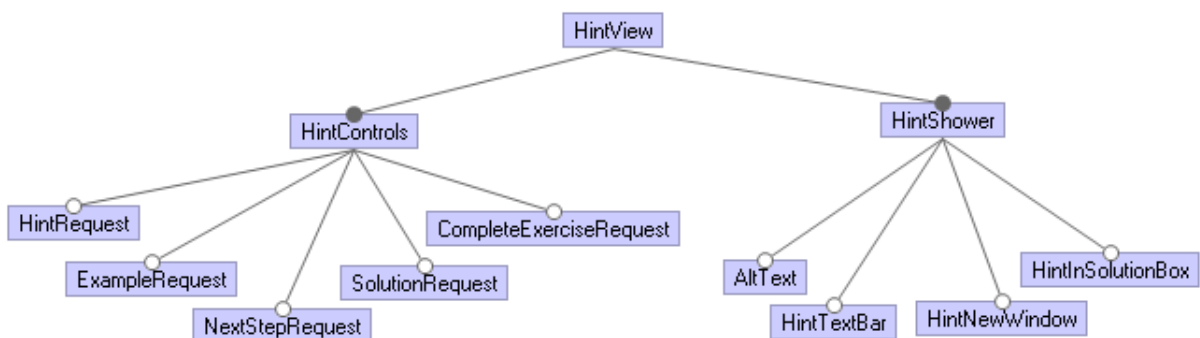 HintView
HintControls
HintShower
HintRequest
CompleteExerciseRequest
ExampleRequest
SolutionRequest
NextStepRequest
AltText
HintInSolutionBox
HintTextBar
HintNewWindow